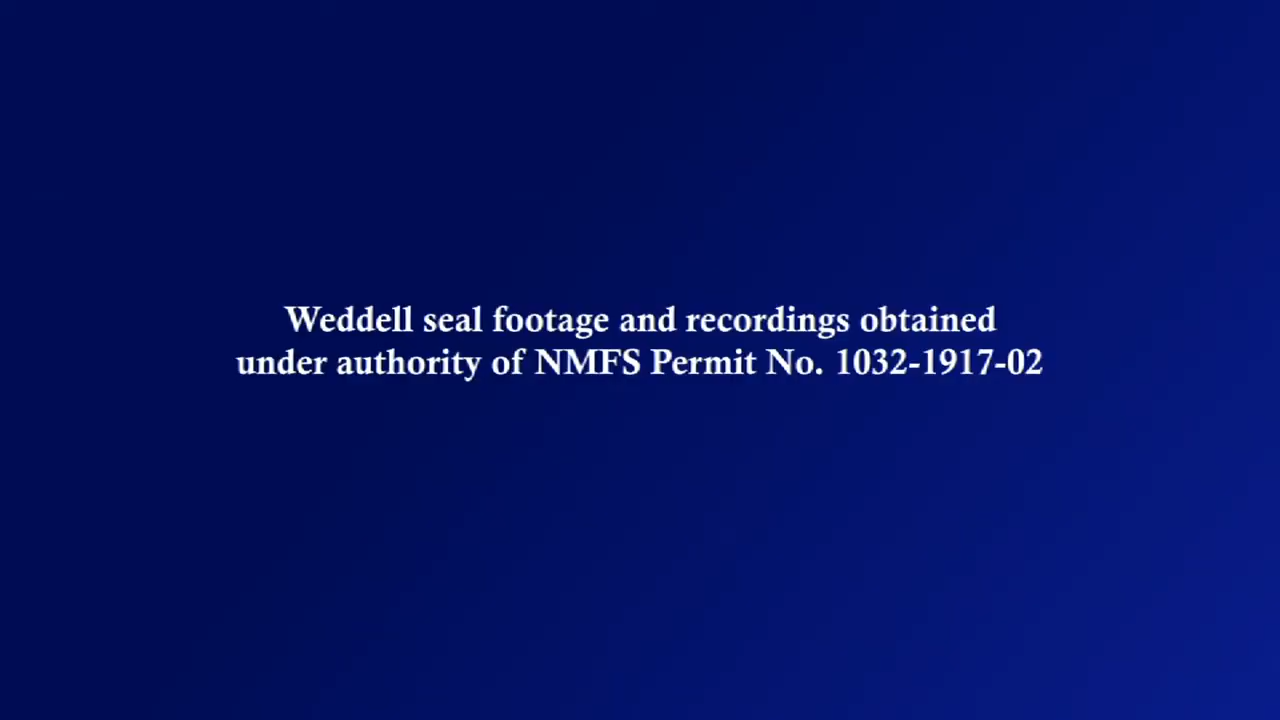 Weddell seal footage and recordings obtained
under authority of NMFS Permit No. 1032-1917-02